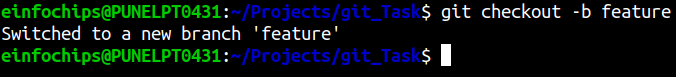 einfochips@PUNELPT0431:~/Projects/git_Task$ git checkout -b feature
Switched to a new branch 'feature'
einfochips@PUNELPT0431:~/Projects/git_Task$